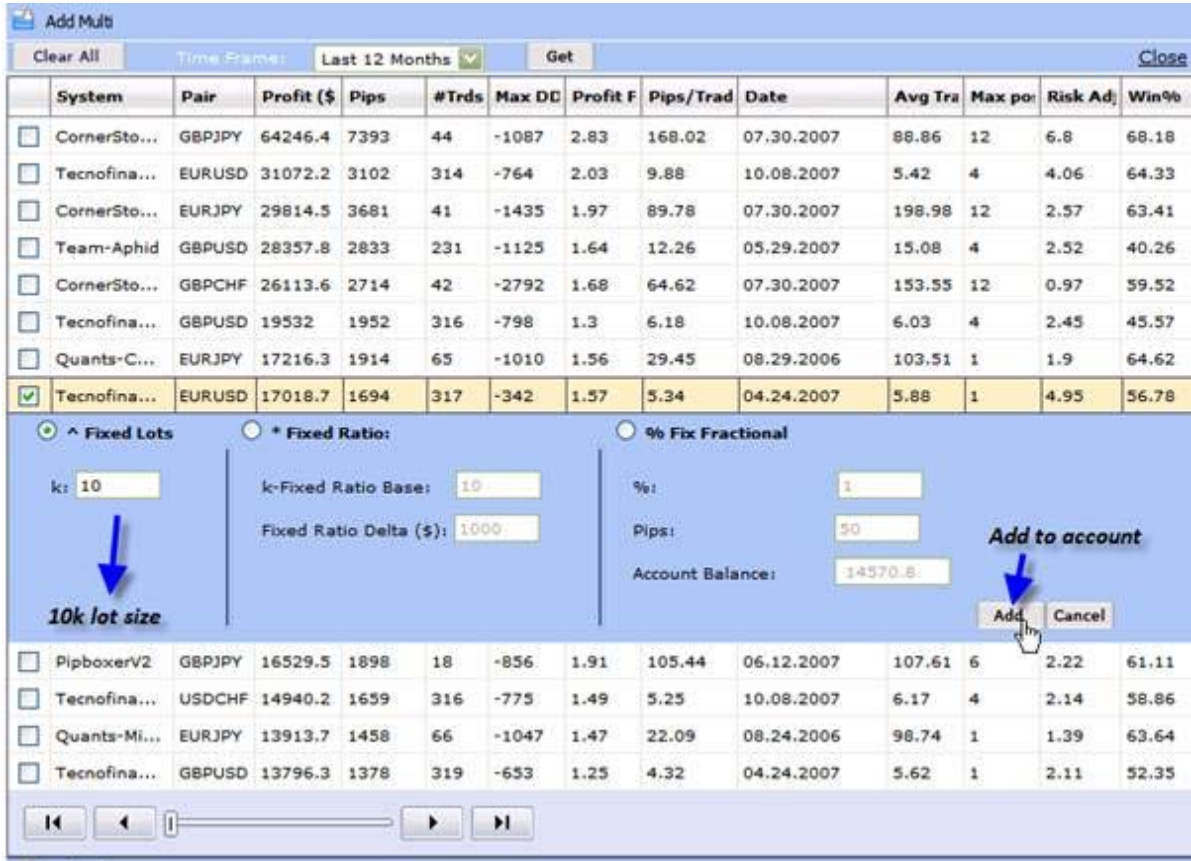 Add Multi
Clear All Time Frame: Last 12 Months Get Close
System Pair Profit ($ Pips #Trds Max DD Profit F Pips/Trad Date Avg Tra Max pos Risk Adj Win%
CornerSto... GBPJPY 64246.4 7393 44 -1087 2.83 168.02 07.30.2007 88.86 12 6.8 68.18
Tecnofina... EURUSD 31072.2 3102 314 -764 2.03 9.88 10.08.2007 5.42 4 4.06 64.33
CornerSto... EURJPY 29814.5 3681 41 -1435 1.97 89.78 07.30.2007 198.98 12 2.57 63.41
Team-Aphid GBPUSD 28357.8 2833 231 -1125 1.64 12.26 05.29.2007 15.08 4 2.52 40.26
CornerSto... GBPCHF 26113.6 2714 42 -2792 1.68 64.62 07.30.2007 153.55 12 0.97 59.52
Tecnofina... GBPUSD 19532 1952 316 -798 1.3 6.18 10.08.2007 6.03 4 2.45 45.57
Quants-C... EURJPY 17216.3 1914 65 -1010 1.56 29.45 08.29.2006 103.51 1 1.9 64.62
Tecnofina... EURUSD 17018.7 1694 317 -342 1.57 5.34 04.24.2007 5.88 1 4.95 56.78
^ Fixed Lots * Fixed Ratio: % Fix Fractional
k: 10 k-Fixed Ratio Base: 10 %: 1
Fixed Ratio Delta ($): 1000 Pips: 50
Add to account
Account Balance: 14570.8
10k lot size Add Cancel
PipboxerV2 GBPJPY 16529.5 1898 18 -856 1.91 105.44 06.12.2007 107.61 6 2.22 61.11
Tecnofina... USDCHF 14940.2 1659 316 -775 1.49 5.25 10.08.2007 6.17 4 2.14 58.86
Quants-Mi... EURJPY 13913.7 1458 66 -1047 1.47 22.09 08.24.2006 98.74 1 1.39 63.64
Tecnofina... GBPUSD 13796.3 1378 319 -653 1.25 4.32 04.24.2007 5.62 1 2.11 52.35